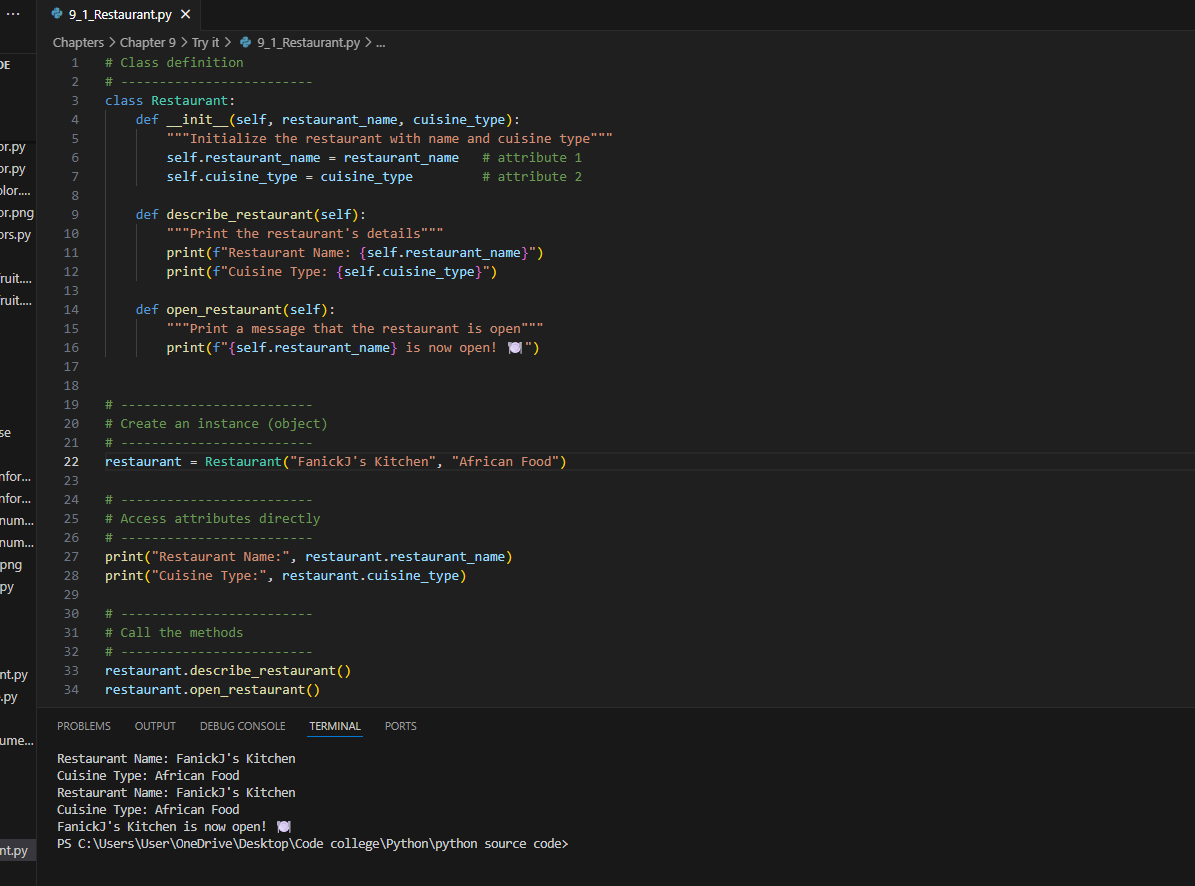 ...
9_1_Restaurant.py ×
Chapters > Chapter 9 > Try it > 9_1_Restaurant.py > ...
DE
or.py
or.py
olor....
or.png
ors.py
fruit....
fruit....
se
nfor...
nfor...
num...
num...
png
py
nt.py
.py
ume...
nt.py
1 # Class definition
2 # -------------------------
3 class Restaurant:
4     def __init__(self, restaurant_name, cuisine_type):
5         """Initialize the restaurant with name and cuisine type"""
6         self.restaurant_name = restaurant_name   # attribute 1
7         self.cuisine_type = cuisine_type         # attribute 2
8
9     def describe_restaurant(self):
10         """Print the restaurant's details"""
11         print(f"Restaurant Name: {self.restaurant_name}")
12         print(f"Cuisine Type: {self.cuisine_type}")
13
14     def open_restaurant(self):
15         """Print a message that the restaurant is open"""
16         print(f"{self.restaurant_name} is now open! 🍽️")
17
18
19 # -------------------------
20 # Create an instance (object)
21 # -------------------------
22 restaurant = Restaurant("FanickJ's Kitchen", "African Food")
23
24 # -------------------------
25 # Access attributes directly
26 # -------------------------
27 print("Restaurant Name:", restaurant.restaurant_name)
28 print("Cuisine Type:", restaurant.cuisine_type)
29
30 # -------------------------
31 # Call the methods
32 # -------------------------
33 restaurant.describe_restaurant()
34 restaurant.open_restaurant()
PROBLEMS OUTPUT DEBUG CONSOLE TERMINAL PORTS
Restaurant Name: FanickJ's Kitchen
Cuisine Type: African Food
Restaurant Name: FanickJ's Kitchen
Cuisine Type: African Food
FanickJ's Kitchen is now open! 🍽️
PS C:\Users\User\OneDrive\Desktop\Code college\Python\python source code>